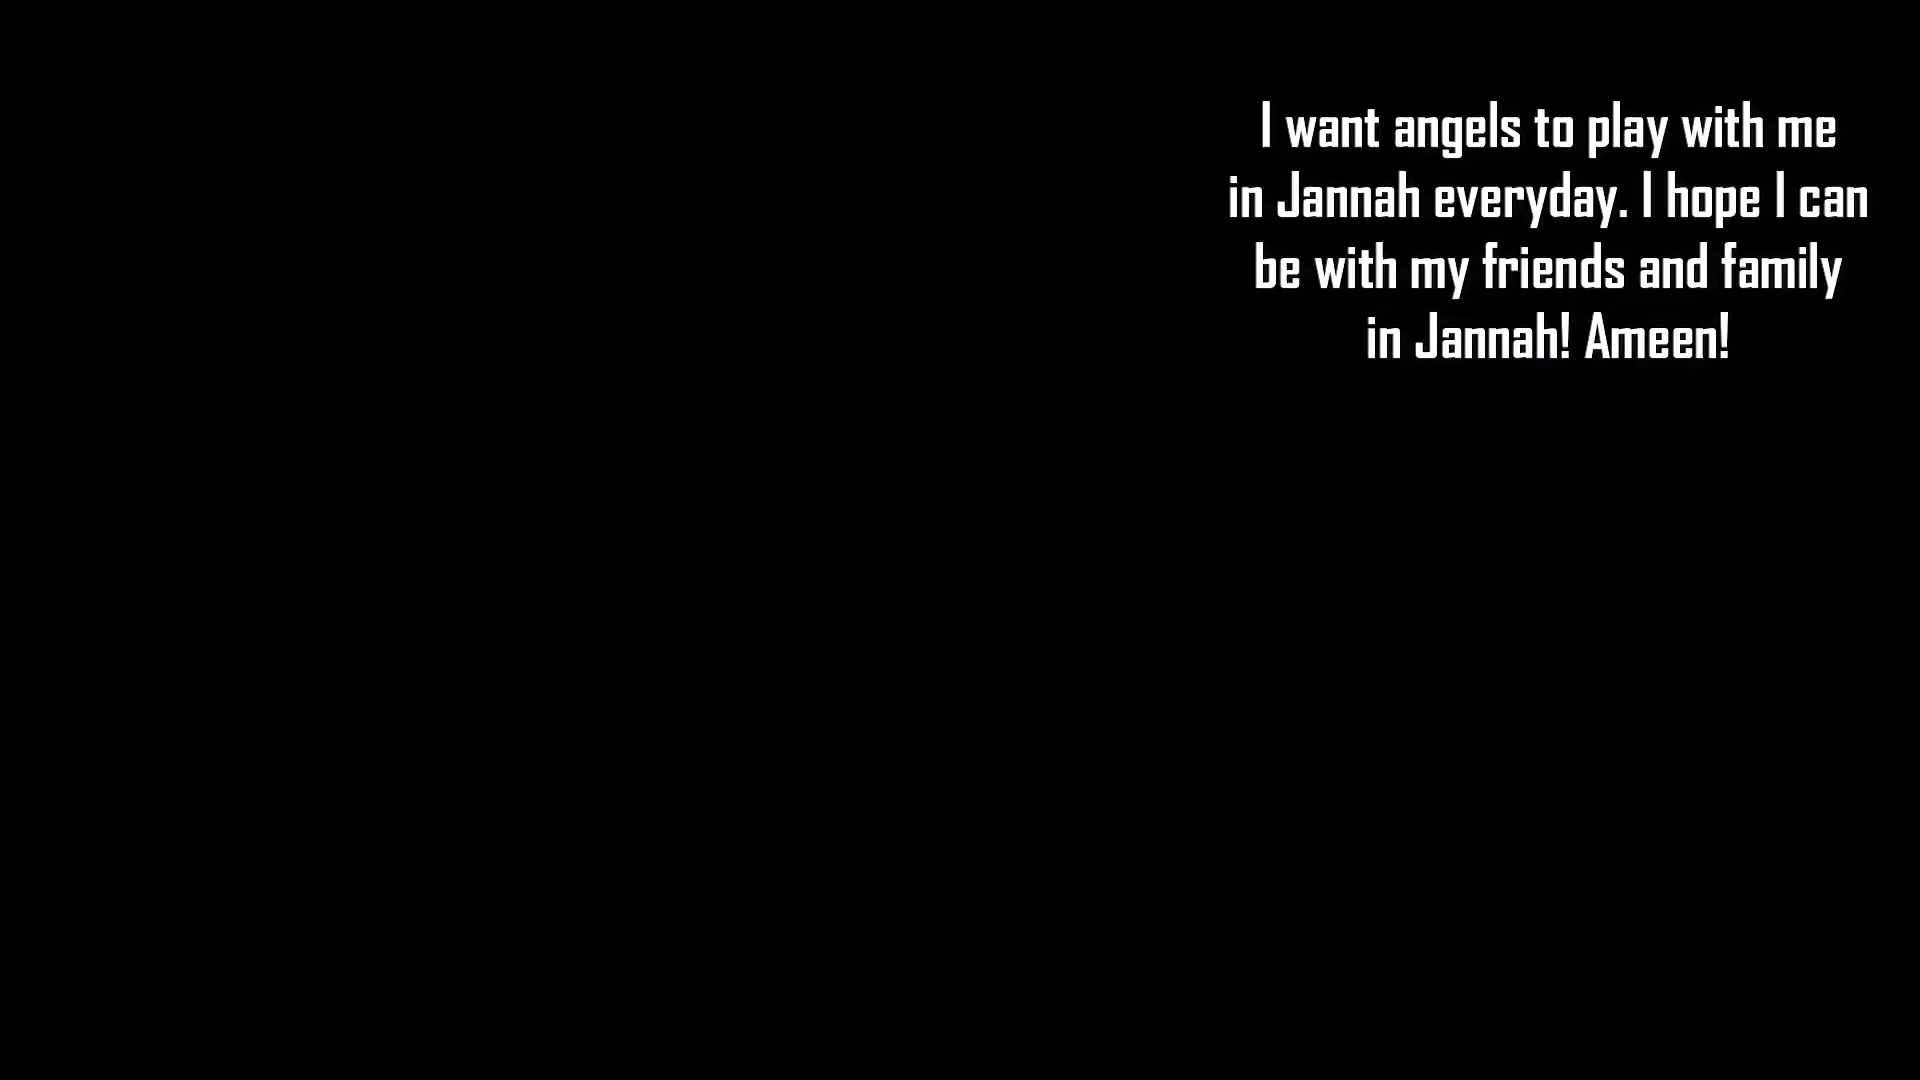 I want angels to play with me
in Jannah everyday. I hope I can
be with my friends and family
in Jannah! Ameen!